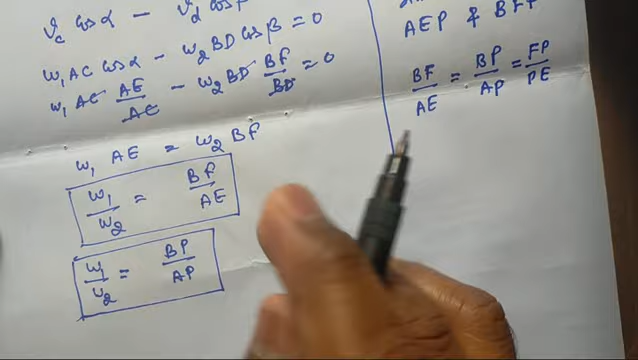 v_c cos α − v_d cos β
ω₁ AC cos α − ω₂ BD cos β = 0
ω₁ AC AE/AC − ω₂ BD BF/BD = 0
ω₁ AE = ω₂ BF
ω₁/ω₂ = BF/AE
ω₁/ω₂ = BP/AP
AEP &
BF/AE = BP/AP = FP/PE